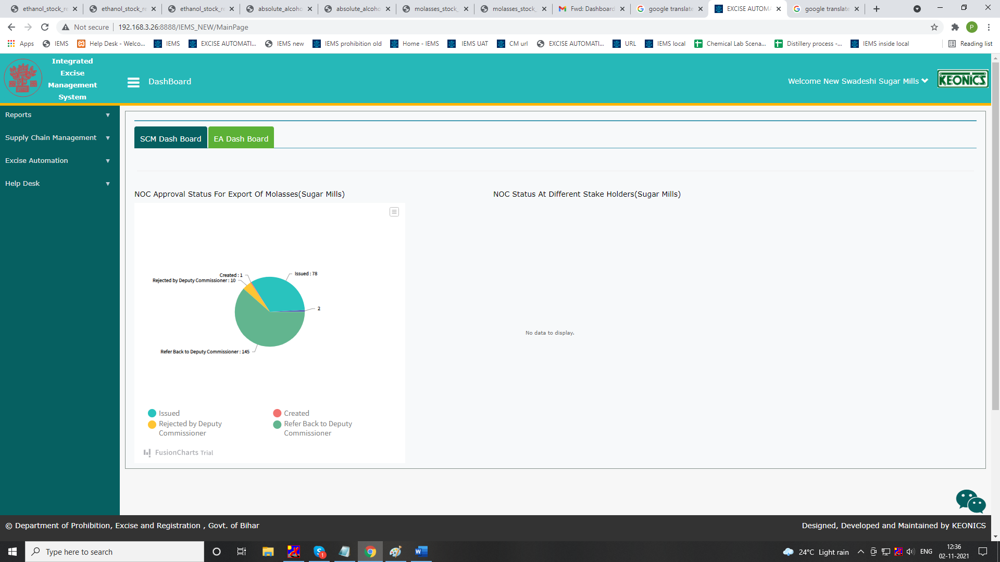 ethanol_stock_re
ethanol_stock_re
ethanol_stock_re
absolute_alcoho
absolute_alcoho
molasses_stock_
molasses_stock_
Fwd: Dashboard
google translate
EXCISE AUTOMA
google translate
Not secure
192.168.3.26:8888/IEMS_NEW/MainPage
P
Apps
IEMS
Help Desk - Welco...
IEMS
EXCISE AUTOMATI...
IEMS new
IEMS prohibition old
Home - IEMS
IEMS UAT
CM url
EXCISE AUTOMATI...
URL
IEMS local
Chemical Lab Scena...
Distillery process -...
IEMS inside local
Reading list
Integrated
Excise
Management
System
DashBoard
Welcome New Swadeshi Sugar Mills
KEONICS
Reports
Supply Chain Management
Excise Automation
Help Desk
SCM Dash Board
EA Dash Board
NOC Approval Status For Export Of Molasses(Sugar Mills)
NOC Status At Different Stake Holders(Sugar Mills)
Created : 1
Issued : 78
Rejected by Deputy Commissioner : 10
2
Refer Back to Deputy Commissioner : 145
No data to display.
Issued
Created
Rejected by Deputy
Commissioner
Refer Back to Deputy
Commissioner
FusionCharts Trial
© Department of Prohibition, Excise and Registration , Govt. of Bihar
Designed, Developed and Maintained by KEONICS
Type here to search
1
24°C Light rain
ENG
12:36
02-11-2021